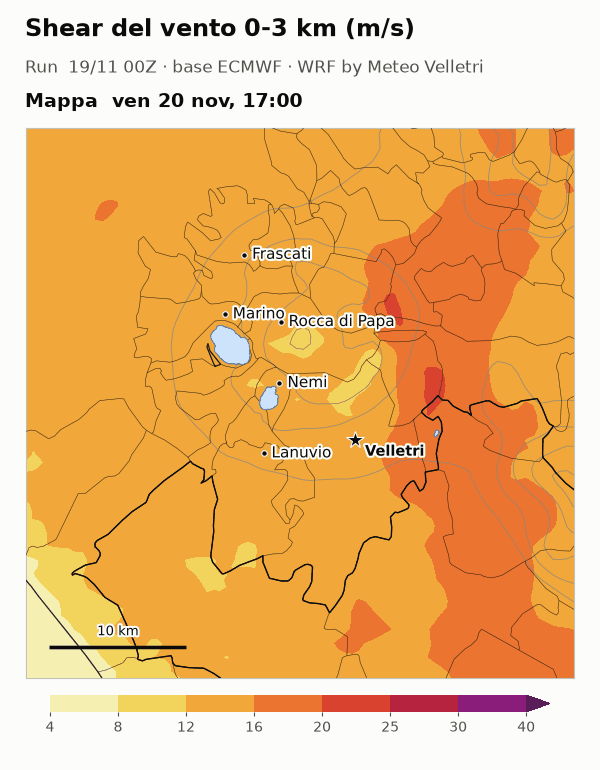 Shear del vento 0-3 km (m/s)
Run  19/11 00Z · base ECMWF · WRF by Meteo Velletri
Mappa  ven 20 nov, 17:00
Frascati
Marino
Rocca di Papa
Nemi
Velletri
Lanuvio
10 km
4 8 12 16 20 25 30 40